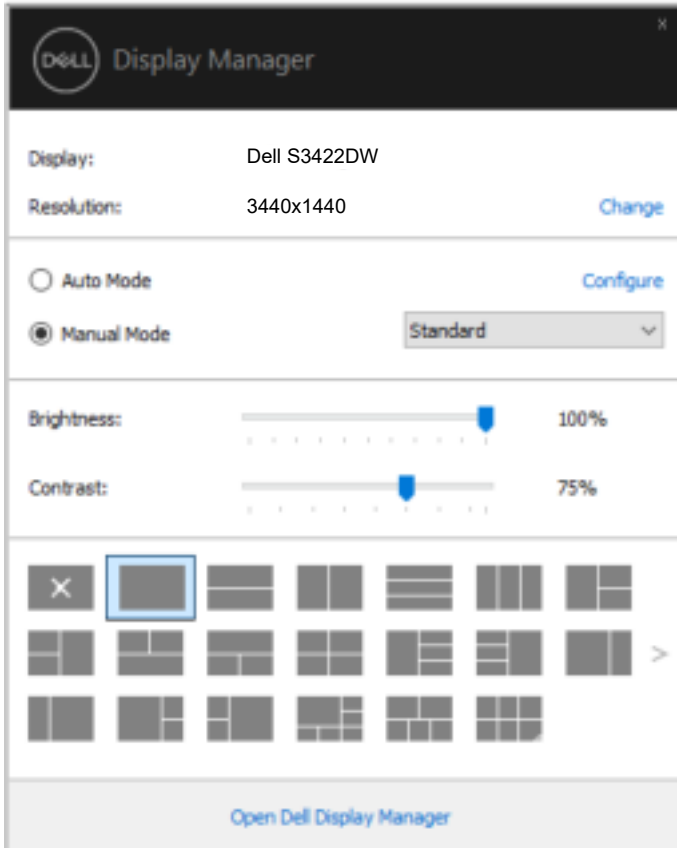 x
DELL Display Manager
Display: Dell S3422DW
Resolution: 3440x1440 Change
Auto Mode Configure
Manual Mode Standard
Brightness: 100%
Contrast: 75%
Open Dell Display Manager